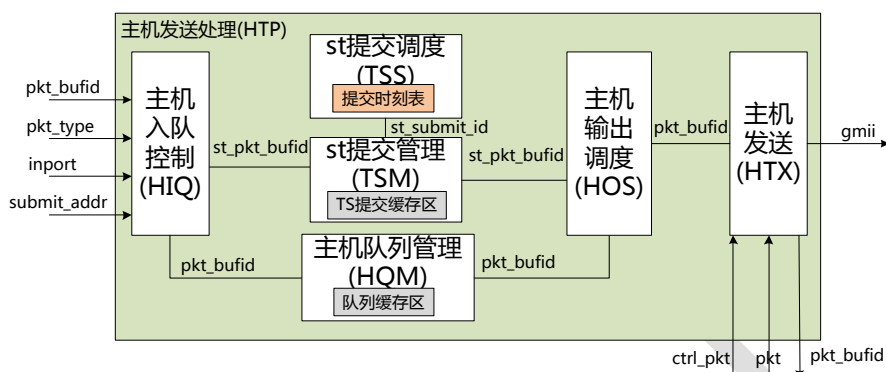 主机发送处理(HTP)
st提交调度
(TSS)
提交时刻表
pkt_bufid
pkt_type
inport
submit_addr
主机
入队
控制
(HIQ)
st_pkt_bufid
st_submit_id
st提交管理
(TSM)
TS提交缓存区
st_pkt_bufid
主机
输出
调度
(HOS)
pkt_bufid
主机
发送
(HTX)
gmii
pkt_bufid
主机队列管理
(HQM)
队列缓存区
pkt_bufid
ctrl_pkt
pkt
pkt_bufid